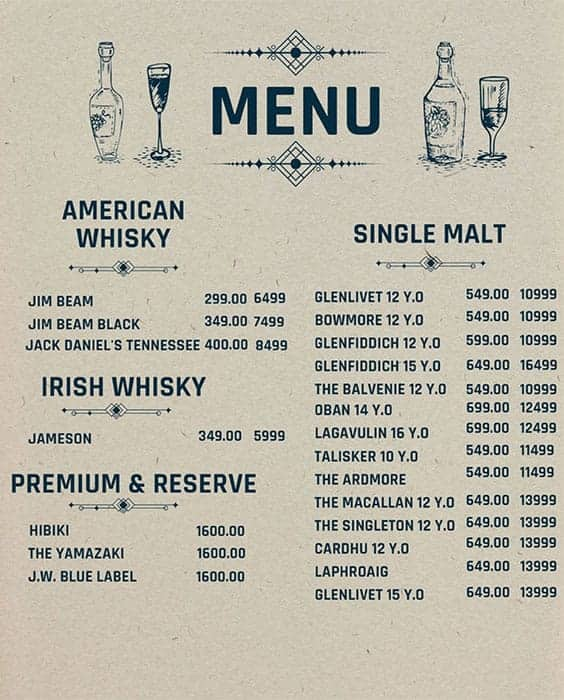 MENU
AMERICAN
WHISKY
JIM BEAM 299.00 6499
JIM BEAM BLACK 349.00 7499
JACK DANIEL'S TENNESSEE 400.00 8499
IRISH WHISKY
JAMESON 349.00 5999
PREMIUM & RESERVE
HIBIKI 1600.00
THE YAMAZAKI 1600.00
J.W. BLUE LABEL 1600.00
SINGLE MALT
GLENLIVET 12 Y.O 549.00 10999
BOWMORE 12 Y.O 549.00 10999
GLENFIDDICH 12 Y.O 599.00 10999
GLENFIDDICH 15 Y.O 649.00 16499
THE BALVENIE 12 Y.O 549.00 10999
OBAN 14 Y.O 699.00 12499
LAGAVULIN 16 Y.O 699.00 12499
TALISKER 10 Y.O 549.00 11499
THE ARDMORE 549.00 11499
THE MACALLAN 12 Y.O 649.00 13999
THE SINGLETON 12 Y.O 649.00 13999
CARDHU 12 Y.O 649.00 13999
LAPHROAIG 649.00 13999
GLENLIVET 15 Y.O 649.00 13999